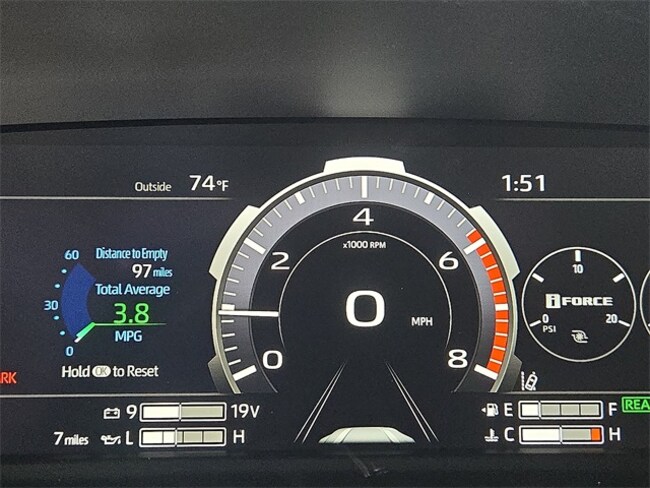 Outside 74°F
1:51
Distance to Empty
97 miles
Total Average
3.8
MPG
60
30
0
Hold OK to Reset
RK
0
2
4
6
8
x1000 RPM
0 MPH
10
iFORCE
0 20
PSI
9 19V
7 miles L H
E F
C H
REA